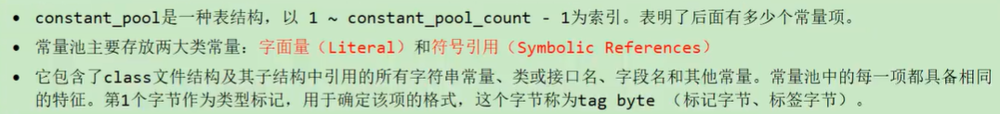 • constant_pool是一种表结构，以 1 ~ constant_pool_count - 1为索引。表明了后面有多少个常量项。
• 常量池主要存放两大类常量：字面量（Literal）和符号引用（Symbolic References）
• 它包含了class文件结构及其子结构中引用的所有字符串常量、类或接口名、字段名和其他常量。常量池中的每一项都具备相同
的特征。第1个字节作为类型标记，用于确定该项的格式，这个字节称为tag byte （标记字节、标签字节）。